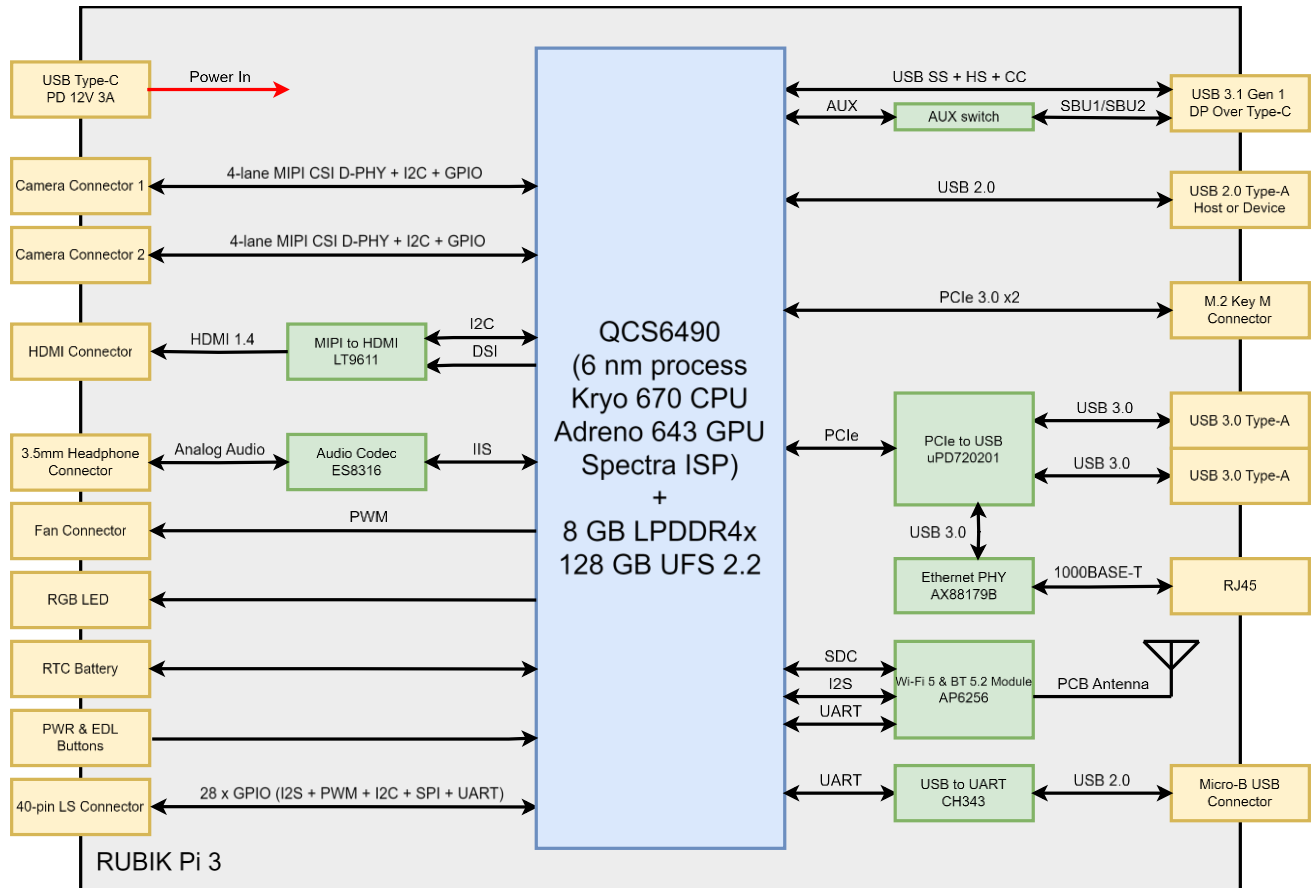 USB Type-C
PD 12V 3A
Power In
Camera Connector 1
4-lane MIPI CSI D-PHY + I2C + GPIO
Camera Connector 2
4-lane MIPI CSI D-PHY + I2C + GPIO
HDMI Connector
HDMI 1.4
MIPI to HDMI
LT9611
I2C
DSI
3.5mm Headphone
Connector
Analog Audio
Audio Codec
ES8316
IIS
Fan Connector
PWM
RGB LED
RTC Battery
PWR & EDL
Buttons
40-pin LS Connector
28 x GPIO (I2S + PWM + I2C + SPI + UART)
RUBIK Pi 3
QCS6490
(6 nm process
Kryo 670 CPU
Adreno 643 GPU
Spectra ISP)
+
8 GB LPDDR4x
128 GB UFS 2.2
USB SS + HS + CC
AUX
AUX switch
SBU1/SBU2
USB 3.1 Gen 1
DP Over Type-C
USB 2.0
USB 2.0 Type-A
Host or Device
PCIe 3.0 x2
M.2 Key M
Connector
PCIe
PCIe to USB
uPD720201
USB 3.0
USB 3.0 Type-A
USB 3.0
USB 3.0 Type-A
USB 3.0
Ethernet PHY
AX88179B
1000BASE-T
RJ45
SDC
I2S
UART
Wi-Fi 5 & BT 5.2 Module
AP6256
PCB Antenna
UART
USB to UART
CH343
USB 2.0
Micro-B USB
Connector